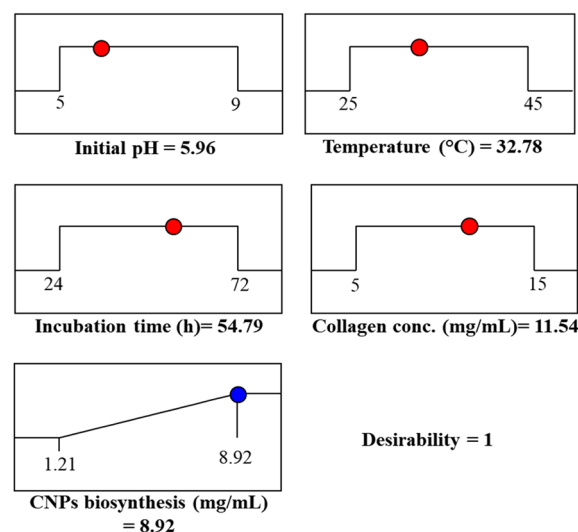 5 9
Initial pH = 5.96
25 45
Temperature (°C) = 32.78
24 72
Incubation time (h)= 54.79
5 15
Collagen conc. (mg/mL)= 11.54
1.21 8.92
CNPs biosynthesis (mg/mL)
= 8.92
Desirability = 1